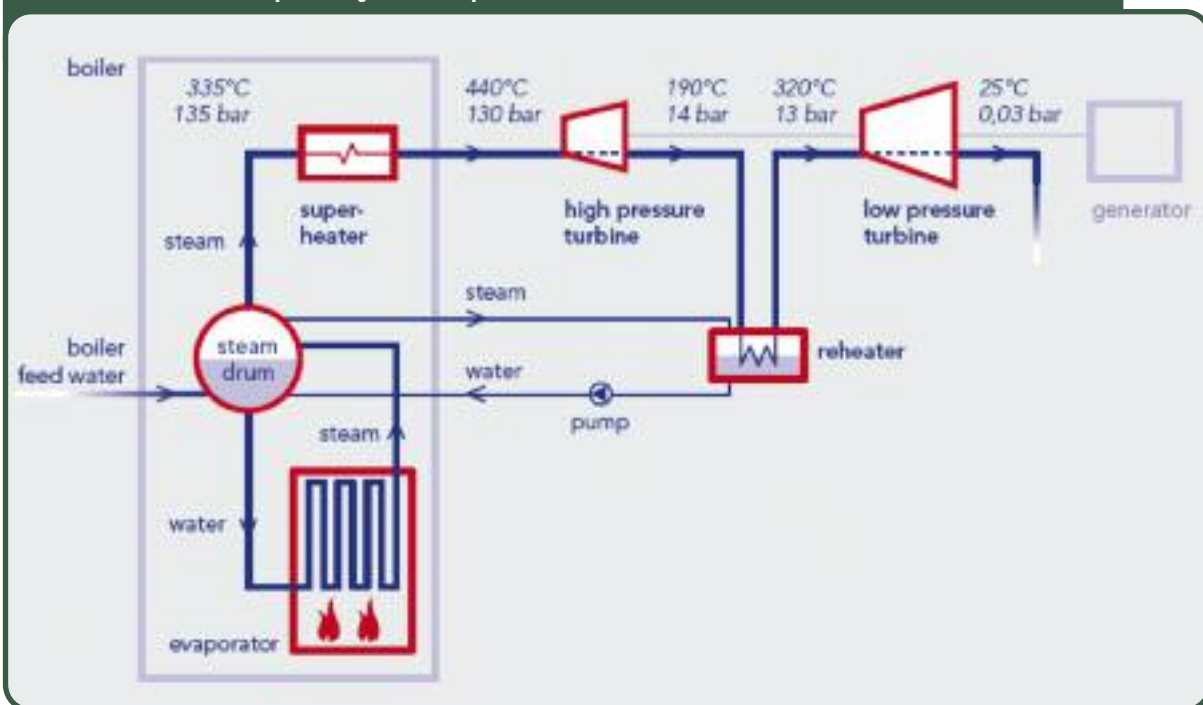 boiler
335°C
135 bar
440°C
130 bar
190°C
14 bar
320°C
13 bar
25°C
0,03 bar
super-
heater
high pressure
turbine
low pressure
turbine
generator
steam
steam
boiler
feed water
steam
drum
reheater
water
pump
steam
water
evaporator